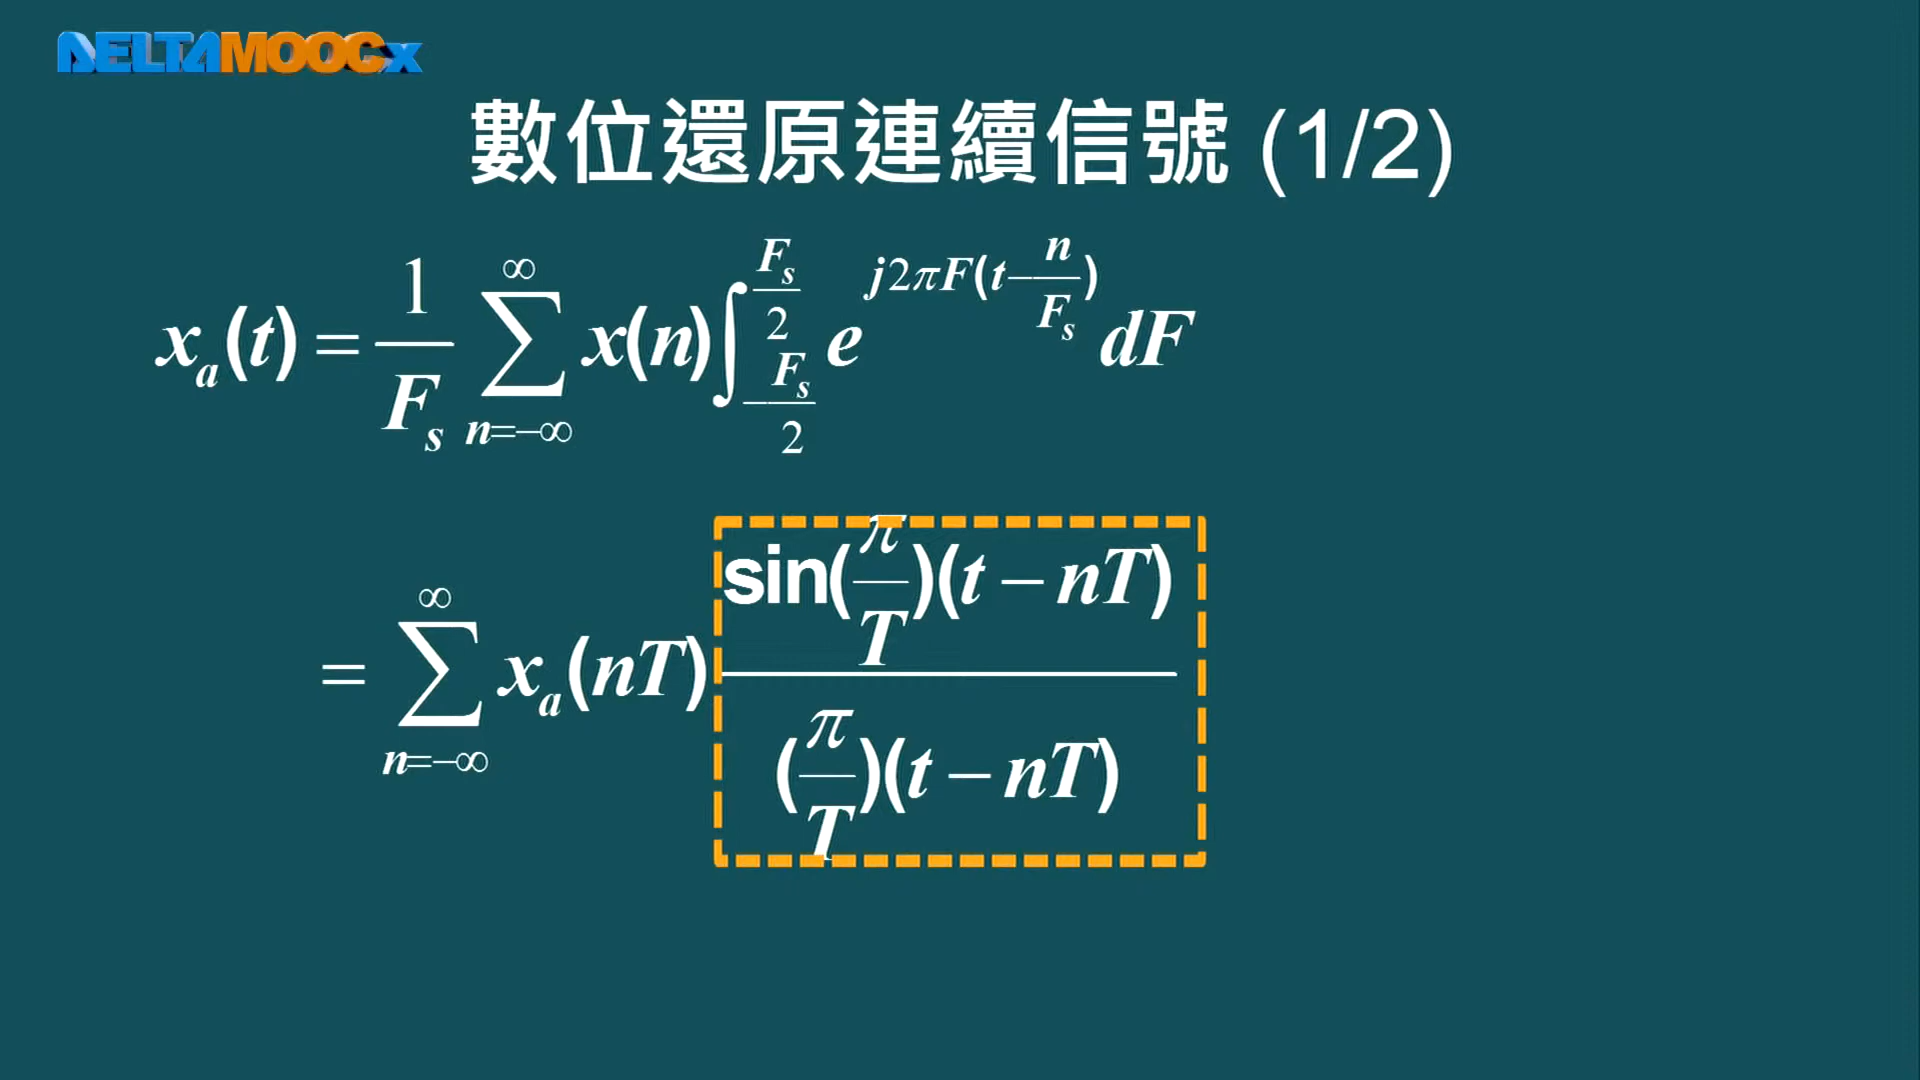 DELTAMOOCx
數位還原連續信號 (1/2)
$x_a(t) = \frac{1}{F_s} \sum_{n=-\infty}^{\infty} x(n) \int_{-\frac{F_s}{2}}^{\frac{F_s}{2}} e^{j2\pi F(t-\frac{n}{F_s})} dF$
$= \sum_{n=-\infty}^{\infty} x_a(nT) \frac{\sin(\frac{\pi}{T})(t-nT)}{(\frac{\pi}{T})(t-nT)}$